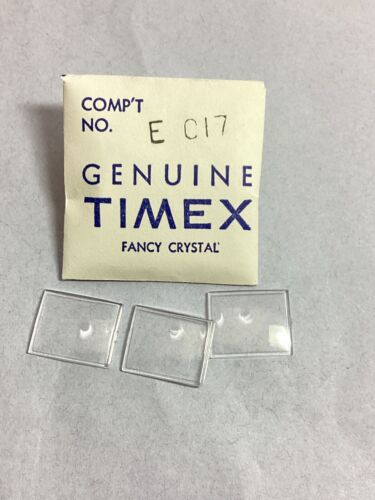 COMP'T
NO. E C17
GENUINE
TIMEX
FANCY CRYSTAL